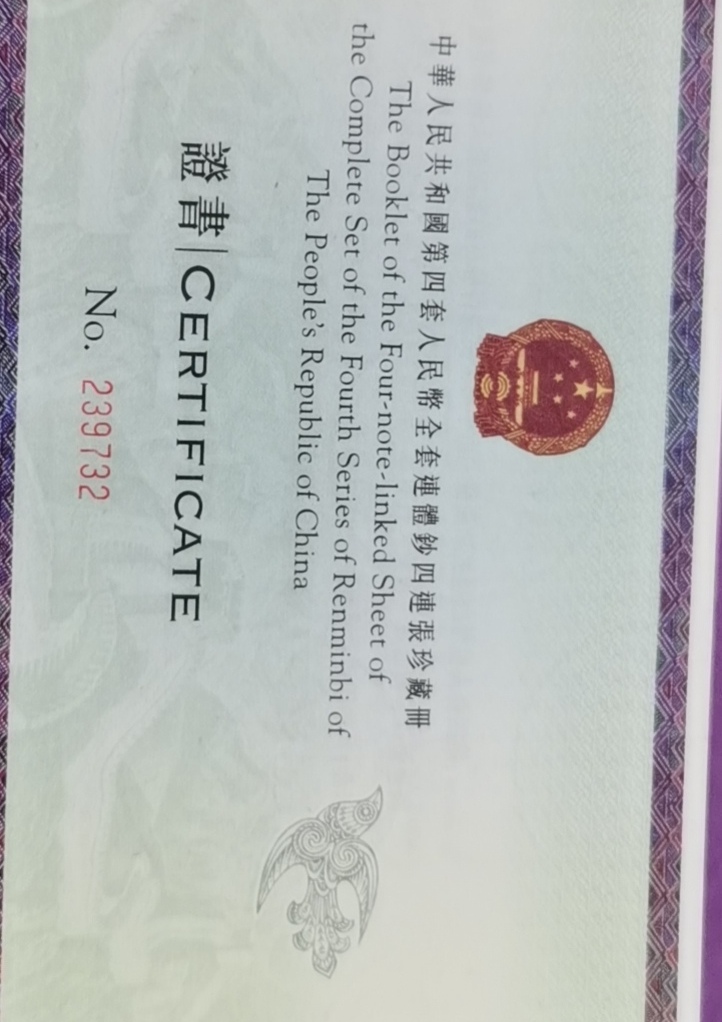 中華人民共和國第四套人民幣全套連體鈔四連張珍藏冊
The Booklet of the Four-note-linked Sheet of
the Complete Set of the Fourth Series of Renminbi of
The People's Republic of China
證書|CERTIFICATE
No. 239732